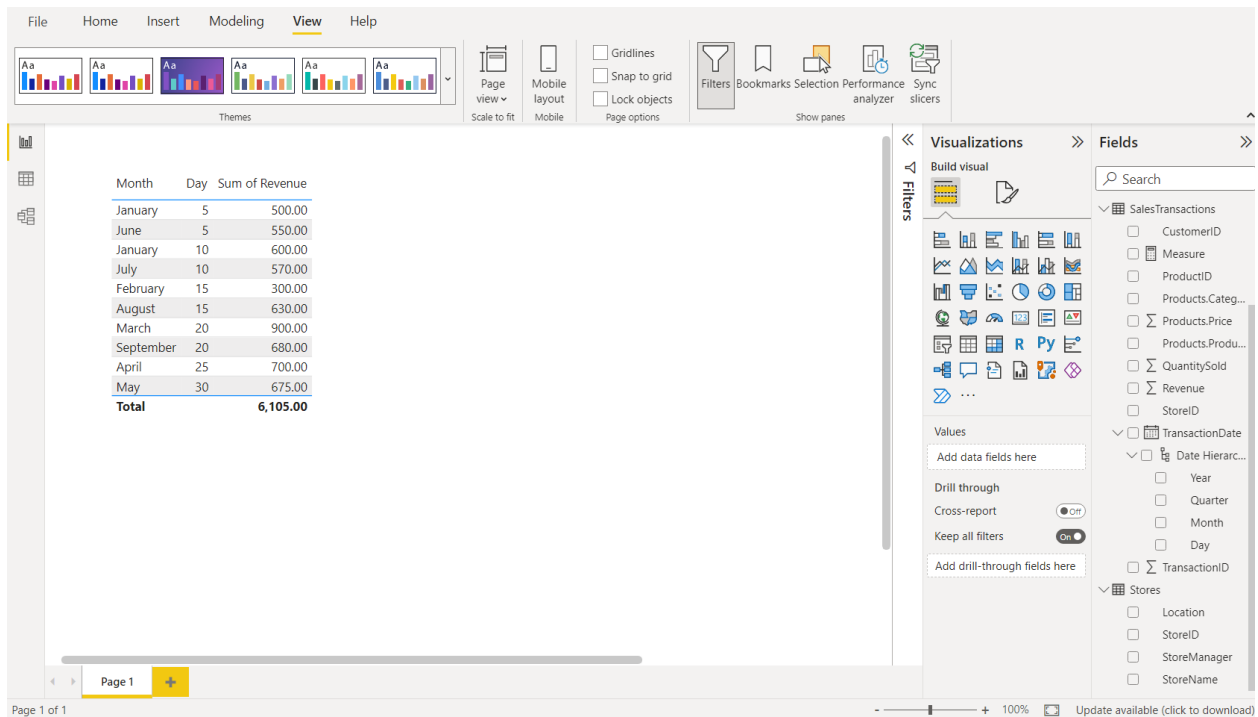 File Home Insert Modeling View Help
Aa Aa Aa Aa Aa Aa
Themes
Page view
Scale to fit
Mobile layout
Mobile
Gridlines
Snap to grid
Lock objects
Page options
Filters Bookmarks Selection Performance analyzer Sync slicers
Show panes
Month Day Sum of Revenue
January 5 500.00
June 5 550.00
January 10 600.00
July 10 570.00
February 15 300.00
August 15 630.00
March 20 900.00
September 20 680.00
April 25 700.00
May 30 675.00
Total 6,105.00
Filters
Visualizations
Build visual
123
R Py
...
Values
Add data fields here
Drill through
Cross-report Off
Keep all filters On
Add drill-through fields here
Fields
Search
SalesTransactions
CustomerID
Measure
ProductID
Products.Categ...
Products.Price
Products.Produ...
QuantitySold
Revenue
StoreID
TransactionDate
Date Hierarc...
Year
Quarter
Month
Day
TransactionID
Stores
Location
StoreID
StoreManager
StoreName
Page 1 +
Page 1 of 1
- + 100% Update available (click to download)